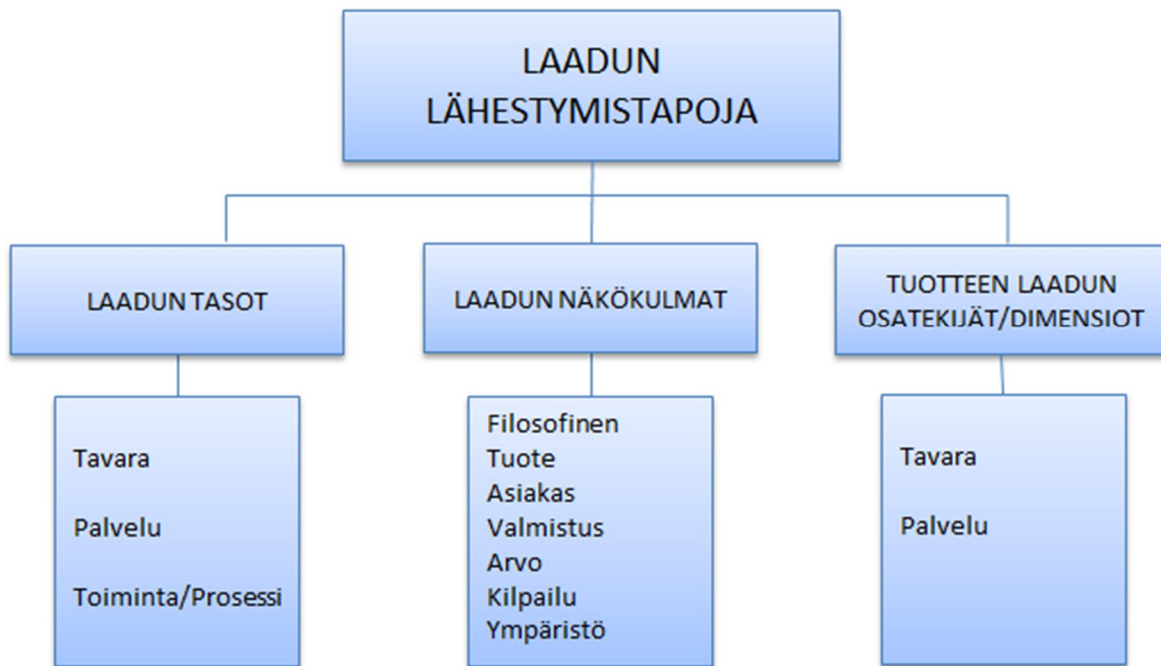 LAADUN
LÄHESTYMISTAPOJA
LAADUN TASOT
LAADUN NÄKÖKULMAT
TUOTTEEN LAADUN
OSATEKIJÄT/DIMENSIOT
Tavara
Palvelu
Toiminta/Prosessi
Filosofinen
Tuote
Asiakas
Valmistus
Arvo
Kilpailu
Ympäristö
Tavara
Palvelu